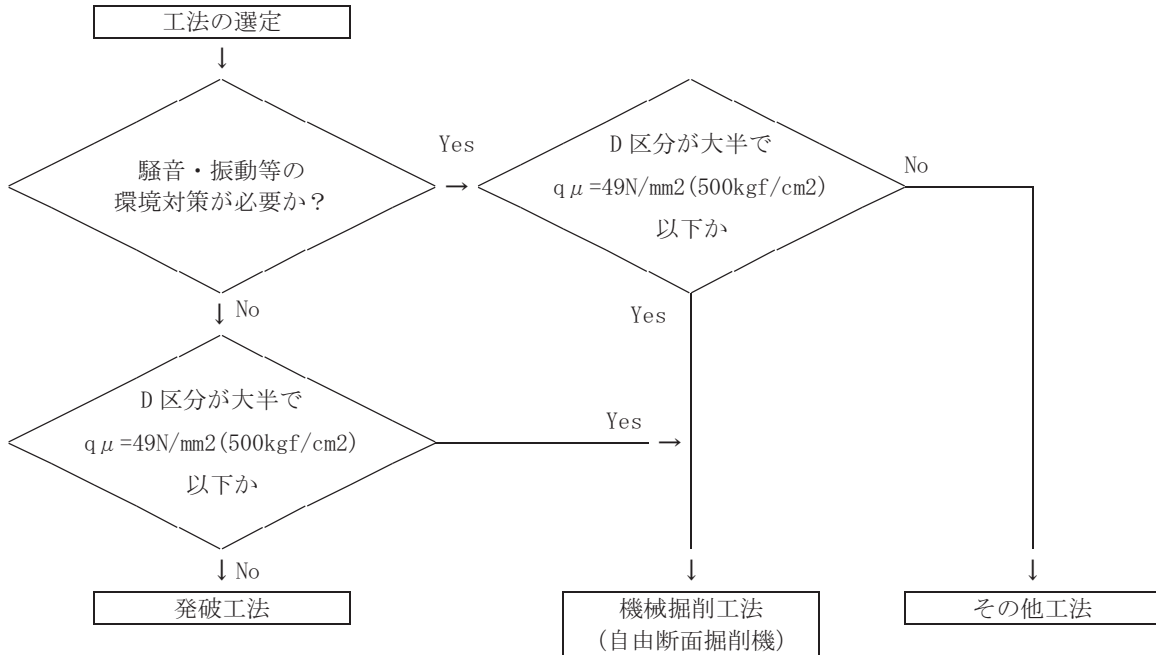 工法の選定
↓
騒音・振動等の
環境対策が必要か？
Yes
→
D 区分が大半で
qμ=49N/mm2(500kgf/cm2)
以下か
No
↓ No
Yes
D 区分が大半で
qμ=49N/mm2(500kgf/cm2)
以下か
Yes
→
↓ No
↓
↓
発破工法
機械掘削工法
(自由断面掘削機)
その他工法